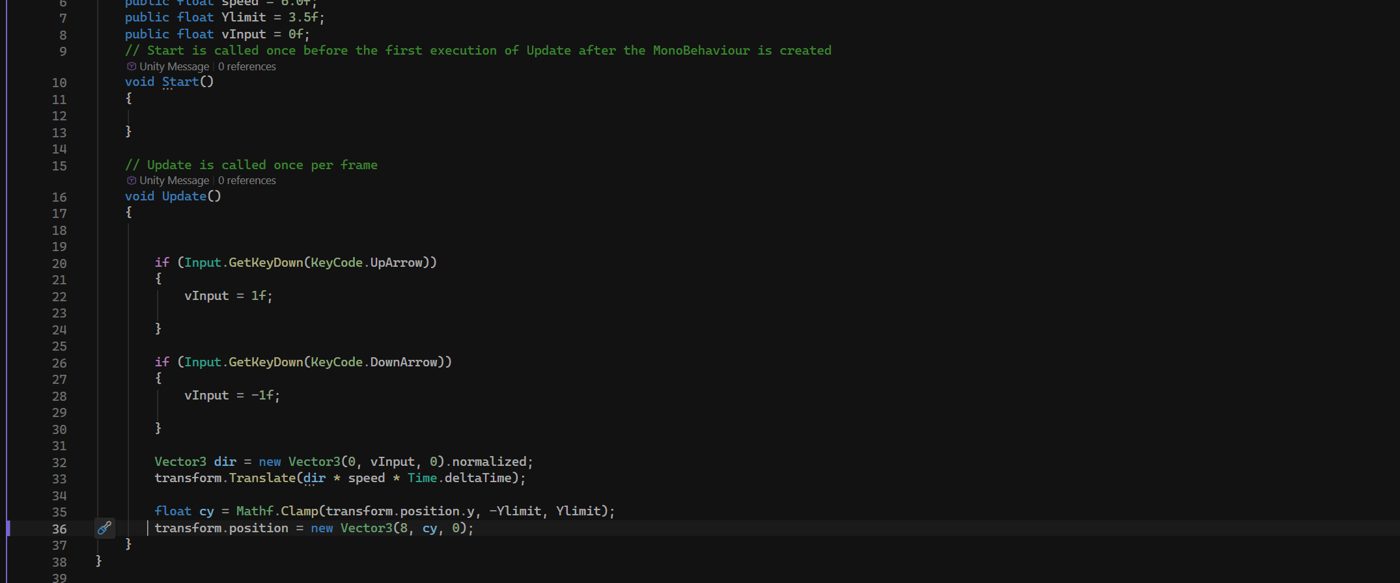 6 public float speed = 6.0f;
7 public float Ylimit = 3.5f;
8 public float vInput = 0f;
9 // Start is called once before the first execution of Update after the MonoBehaviour is created
Unity Message | 0 references
10 void Start()
11 {
12
13 }
14
15 // Update is called once per frame
Unity Message | 0 references
16 void Update()
17 {
18
19
20 if (Input.GetKeyDown(KeyCode.UpArrow))
21 {
22 vInput = 1f;
23
24 }
25
26 if (Input.GetKeyDown(KeyCode.DownArrow))
27 {
28 vInput = -1f;
29
30 }
31
32 Vector3 dir = new Vector3(0, vInput, 0).normalized;
33 transform.Translate(dir * speed * Time.deltaTime);
34
35 float cy = Mathf.Clamp(transform.position.y, -Ylimit, Ylimit);
36 transform.position = new Vector3(8, cy, 0);
37 }
38 }
39